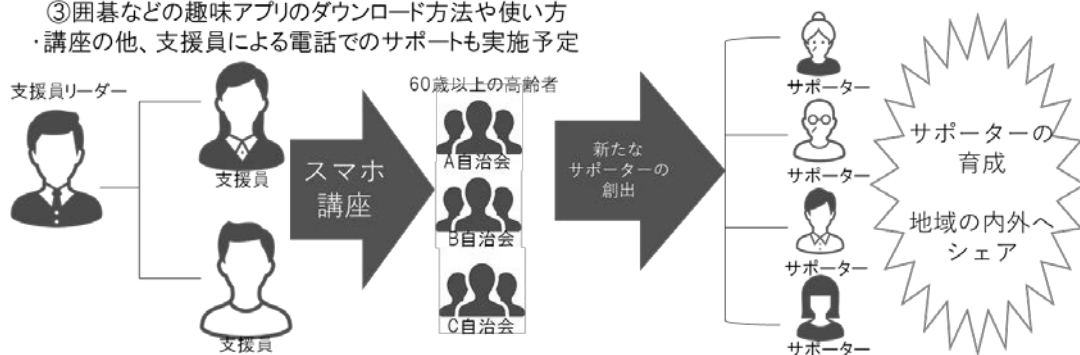 ③囲碁などの趣味アプリのダウンロード方法や使い方
・講座の他、支援員による電話でのサポートも実施予定
支援員リーダー
支援員
支援員
スマホ
講座
60歳以上の高齢者
A自治会
B自治会
C自治会
新たな
サポーターの
創出
サポーター
サポーター
サポーター
サポーター
サポーターの
育成
地域の内外へ
シェア